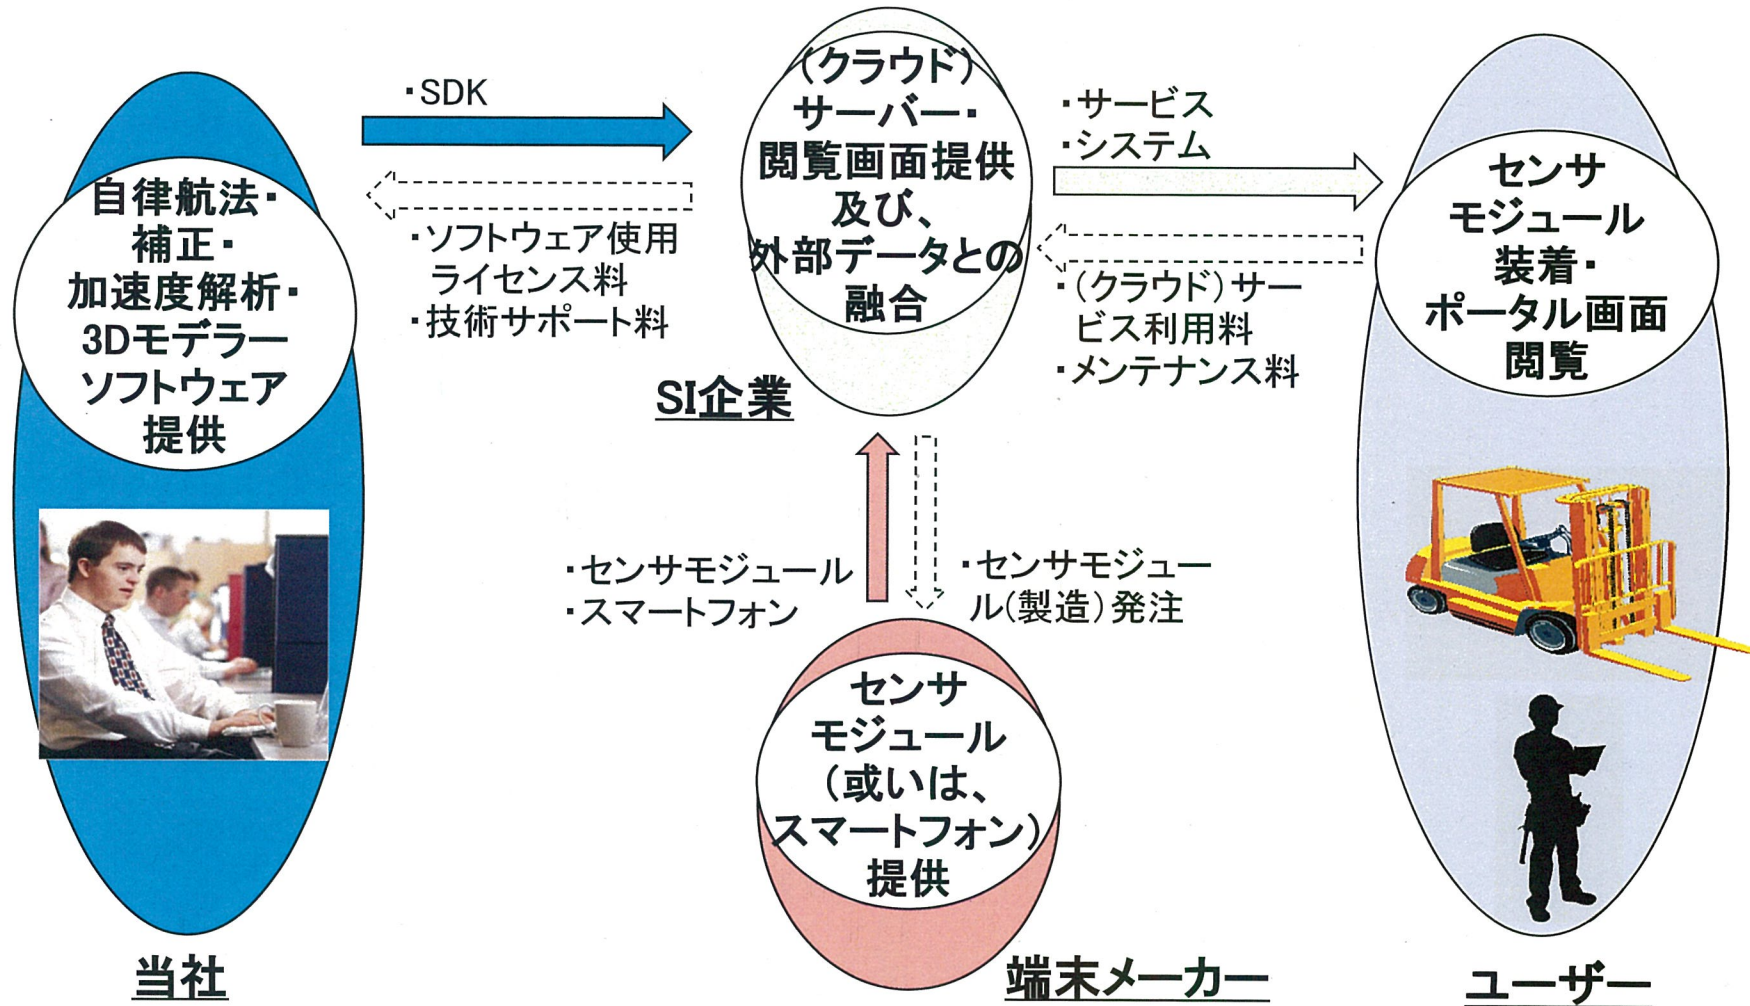 自律航法・
補正・
加速度解析・
3Dモデラー
ソフトウェア
提供
当社
・SDK
・ソフトウェア使用
ライセンス料
・技術サポート料
(クラウド)
サーバー・
閲覧画面提供
及び、
外部データとの
融合
SI企業
・サービス
・システム
・(クラウド)サー
ビス利用料
・メンテナンス料
センサ
モジュール
装着・
ポータル画面
閲覧
ユーザー
・センサモジュール
・スマートフォン
・センサモジュー
ル(製造)発注
センサ
モジュール
(或いは、
スマートフォン)
提供
端末メーカー